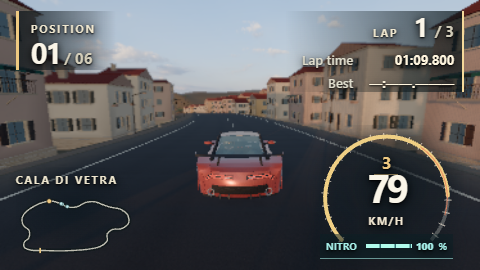 POSITION
01 / 06
LAP 1 / 3
Lap time 01:09.800
Best --:--.---
CALA DI VETRA
3
79
KM/H
NITRO 100 %